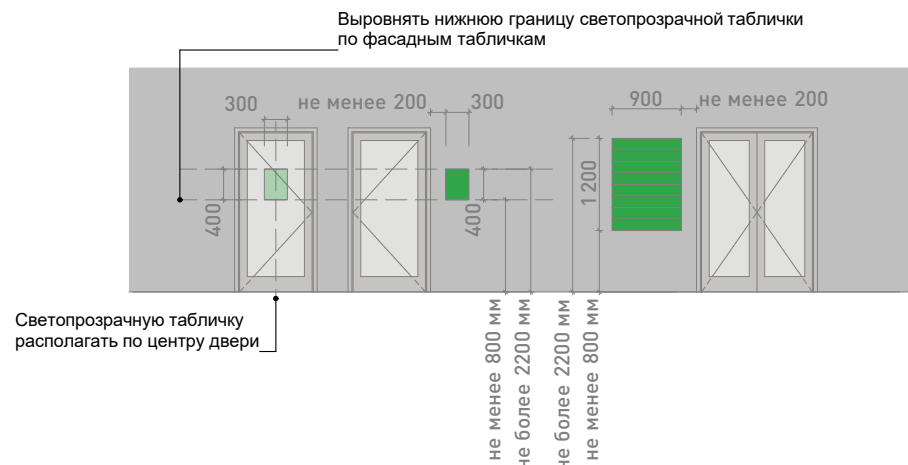 Выровнять нижнюю границу светопрозрачной таблички
по фасадным табличкам
300
не менее 200
300
900
не менее 200
400
400
1200
не менее 800 мм
не более 2200 мм
не более 2200 мм
не менее 800 мм
Светопрозрачную табличку
располагать по центру двери